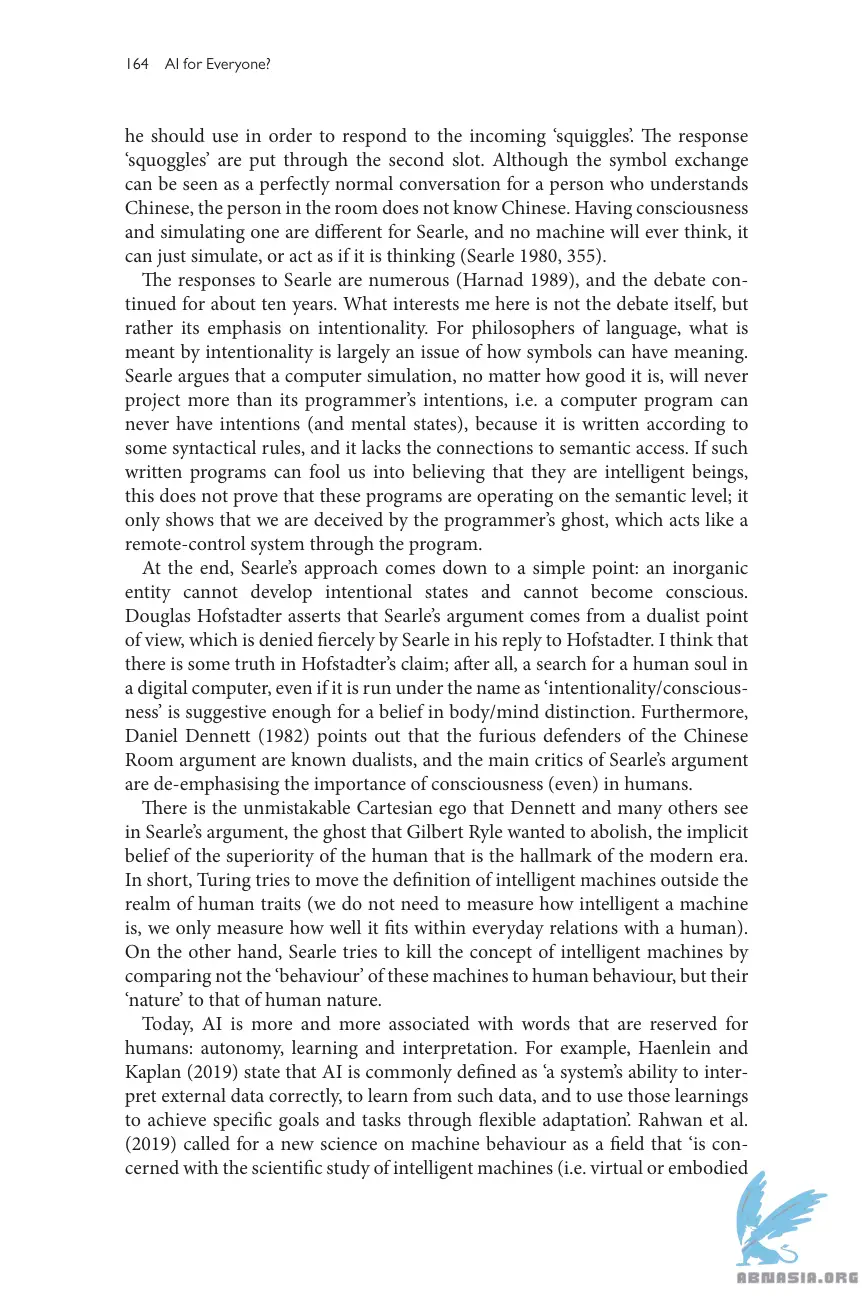 164 AI for Everyone?
he should use in order to respond to the incoming ‘squiggles’. The response
‘squoggles’ are put through the second slot. Although the symbol exchange
can be seen as a perfectly normal conversation for a person who understands
Chinese, the person in the room does not know Chinese. Having consciousness
and simulating one are different for Searle, and no machine will ever think, it
can just simulate, or act as if it is thinking (Searle 1980, 355).
The responses to Searle are numerous (Harnad 1989), and the debate con-
tinued for about ten years. What interests me here is not the debate itself, but
rather its emphasis on intentionality. For philosophers of language, what is
meant by intentionality is largely an issue of how symbols can have meaning.
Searle argues that a computer simulation, no matter how good it is, will never
project more than its programmer’s intentions, i.e. a computer program can
never have intentions (and mental states), because it is written according to
some syntactical rules, and it lacks the connections to semantic access. If such
written programs can fool us into believing that they are intelligent beings,
this does not prove that these programs are operating on the semantic level; it
only shows that we are deceived by the programmer’s ghost, which acts like a
remote-control system through the program.
At the end, Searle’s approach comes down to a simple point: an inorganic
entity cannot develop intentional states and cannot become conscious.
Douglas Hofstadter asserts that Searle’s argument comes from a dualist point
of view, which is denied fiercely by Searle in his reply to Hofstadter. I think that
there is some truth in Hofstadter’s claim; after all, a search for a human soul in
a digital computer, even if it is run under the name as ‘intentionality/conscious-
ness’ is suggestive enough for a belief in body/mind distinction. Furthermore,
Daniel Dennett (1982) points out that the furious defenders of the Chinese
Room argument are known dualists, and the main critics of Searle’s argument
are de-emphasising the importance of consciousness (even) in humans.
There is the unmistakable Cartesian ego that Dennett and many others see
in Searle’s argument, the ghost that Gilbert Ryle wanted to abolish, the implicit
belief of the superiority of the human that is the hallmark of the modern era.
In short, Turing tries to move the definition of intelligent machines outside the
realm of human traits (we do not need to measure how intelligent a machine
is, we only measure how well it fits within everyday relations with a human).
On the other hand, Searle tries to kill the concept of intelligent machines by
comparing not the ‘behaviour’ of these machines to human behaviour, but their
‘nature’ to that of human nature.
Today, AI is more and more associated with words that are reserved for
humans: autonomy, learning and interpretation. For example, Haenlein and
Kaplan (2019) state that AI is commonly defined as ‘a system’s ability to inter-
pret external data correctly, to learn from such data, and to use those learnings
to achieve specific goals and tasks through flexible adaptation’. Rahwan et al.
(2019) called for a new science on machine behaviour as a field that ‘is con-
cerned with the scientific study of intelligent machines (i.e. virtual or embodied
ABNASIA.ORG